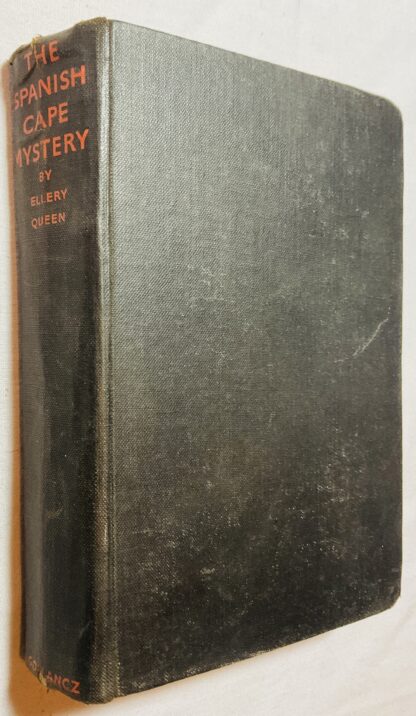 THE
SPANISH
CAPE
MYSTERY
BY
ELLERY
QUEEN
GOLLANCZ